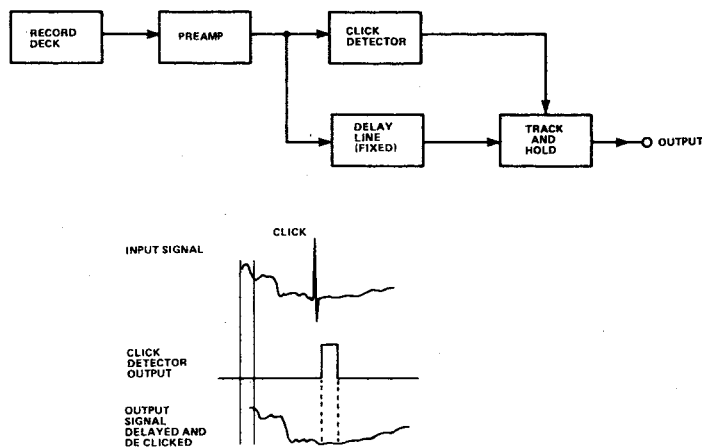 RECORD
DECK
PREAMP
CLICK
DETECTOR
DELAY
LINE
(FIXED)
TRACK
AND
HOLD
OUTPUT
CLICK
INPUT SIGNAL
CLICK
DETECTOR
OUTPUT
OUTPUT
SIGNAL
DELAYED AND
DE CLICKED